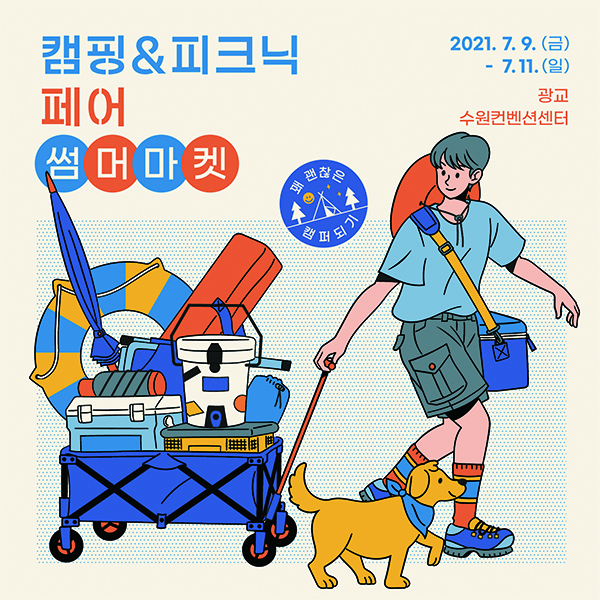 캠핑&피크닉
페어
썸머마켓
2021. 7. 9. (금)
- 7.11. (일)
광교
수원컨벤션센터
꽤 괜찮은
캠퍼되기